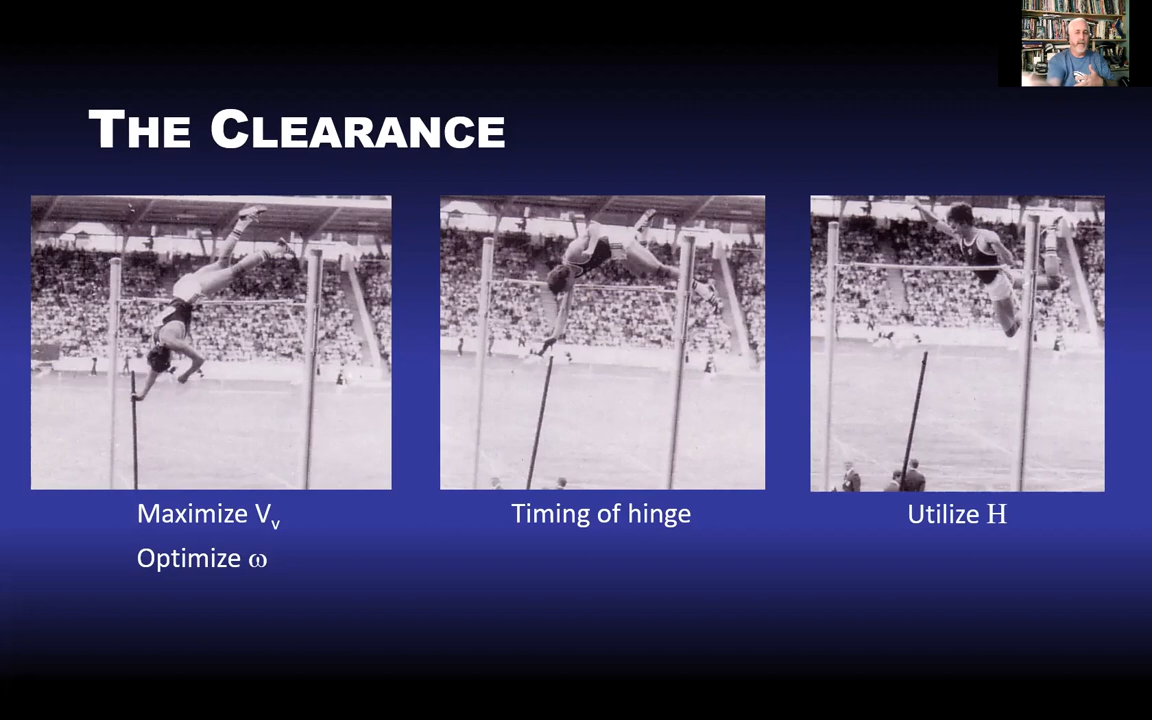 THE CLEARANCE
Maximize Vv
Optimize ω
Timing of hinge
Utilize H